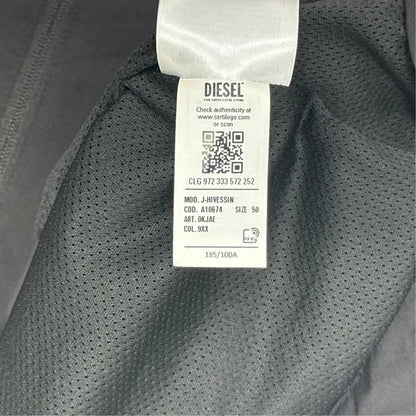 DIESEL
FOR SUCCESSFUL LIVING
Check authenticity at
www.certilogo.com
or scan
CLG 972 333 572 252
MOD. J-HIVESSIN
COD. A10674 SIZE 50
ART. 0KJAE
COL. 9XX
185/100A